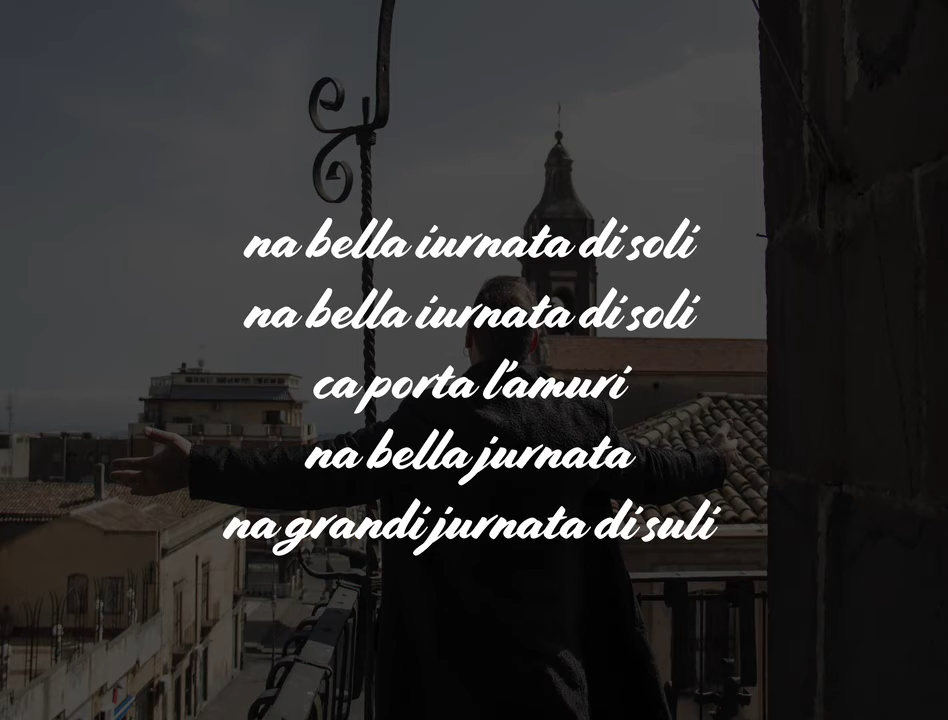 na bella iurnata di soli
na bella iurnata di soli
ca porta l'amuri
na bella jurnata
na grandi jurnata di suli